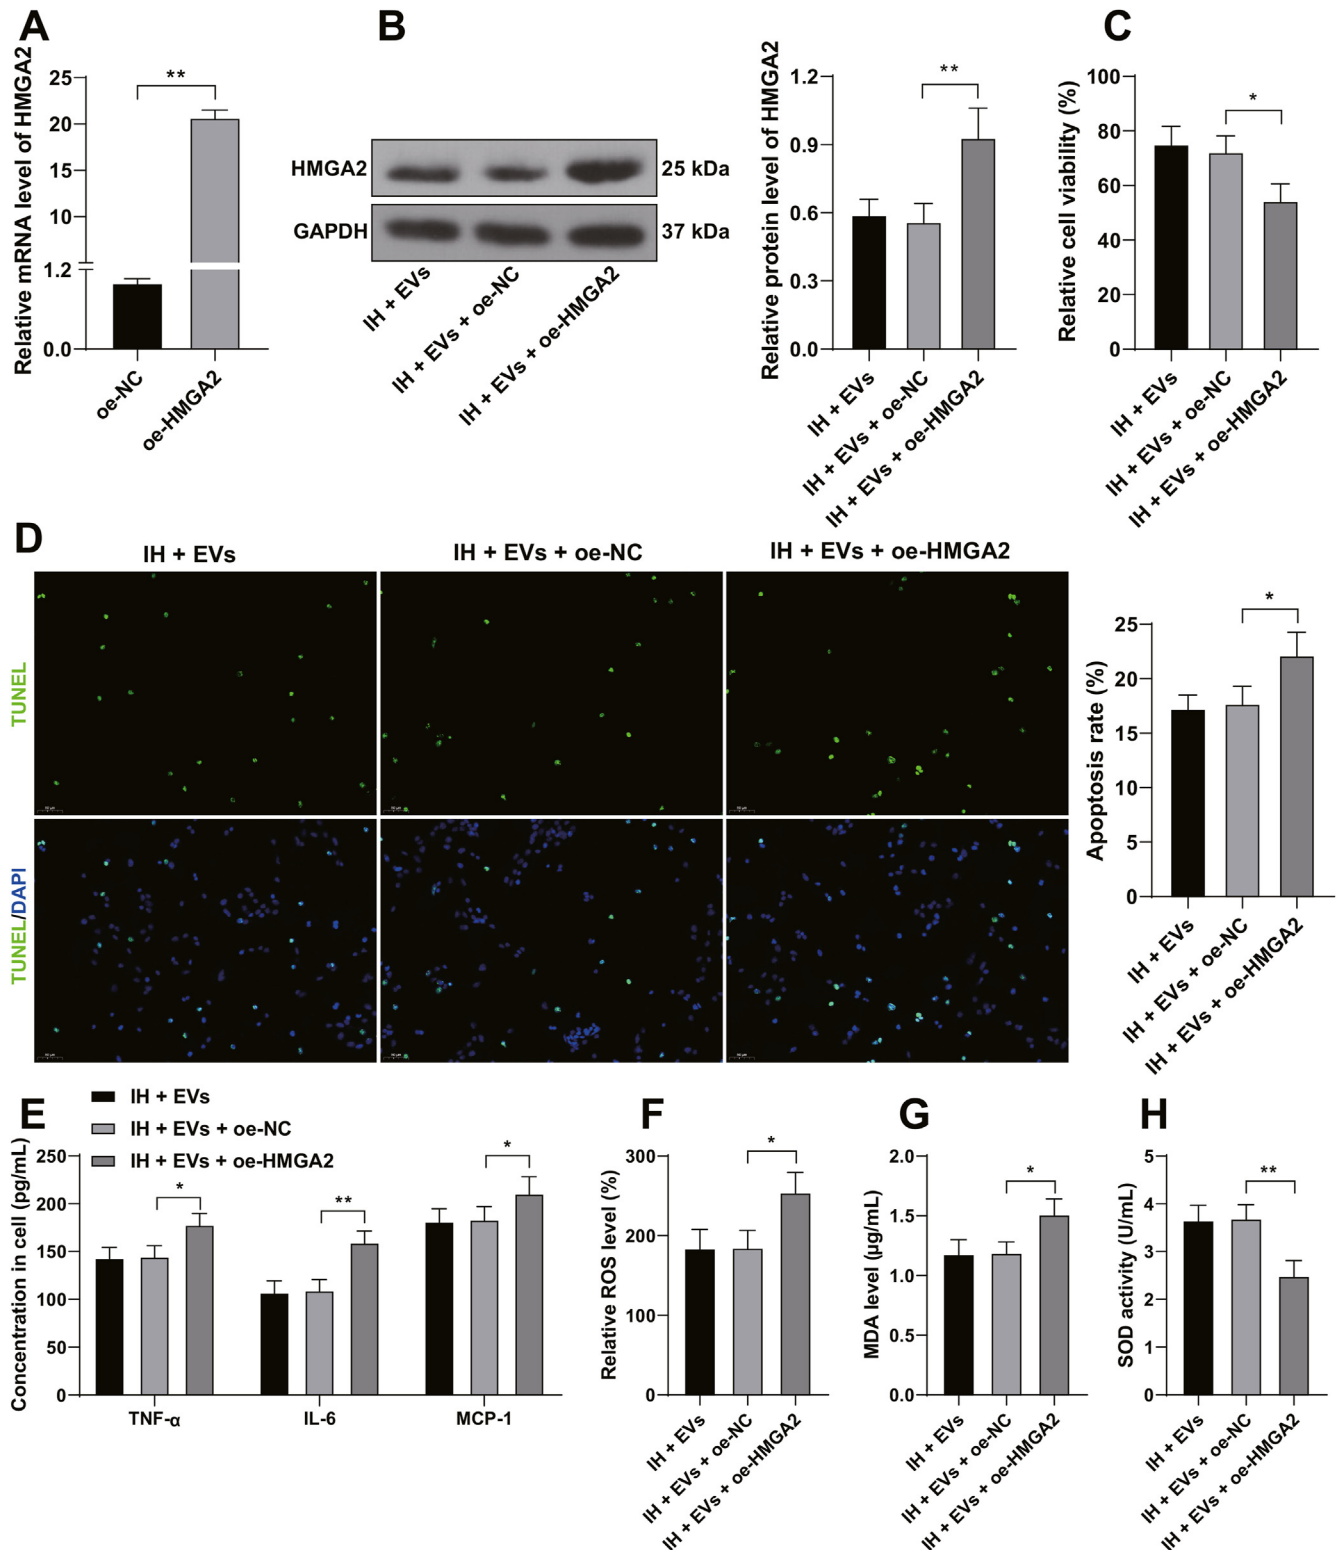 A
Relative mRNA level of HMGA2
25
20
15
10
1.2
0.0
**
oe-NC
oe-HMGA2
B
HMGA2
25 kDa
GAPDH
37 kDa
IH + EVs
IH + EVs + oe-NC
IH + EVs + oe-HMGA2
Relative protein level of HMGA2
1.2
0.9
0.6
0.3
0.0
**
IH + EVs
IH + EVs + oe-NC
IH + EVs + oe-HMGA2
C
Relative cell viability (%)
100
80
60
40
20
0
*
IH + EVs
IH + EVs + oe-NC
IH + EVs + oe-HMGA2
D
IH + EVs
IH + EVs + oe-NC
IH + EVs + oe-HMGA2
TUNEL
TUNEL/DAPI
Apoptosis rate (%)
25
20
15
10
5
0
*
IH + EVs
IH + EVs + oe-NC
IH + EVs + oe-HMGA2
E
IH + EVs
IH + EVs + oe-NC
IH + EVs + oe-HMGA2
Concentration in cell (pg/mL)
250
200
150
100
50
0
*
**
*
TNF-α
IL-6
MCP-1
F
Relative ROS level (%)
300
200
100
0
*
IH + EVs
IH + EVs + oe-NC
IH + EVs + oe-HMGA2
G
MDA level (μg/mL)
2.0
1.5
1.0
0.5
0.0
*
IH + EVs
IH + EVs + oe-NC
IH + EVs + oe-HMGA2
H
SOD activity (U/mL)
5
4
3
2
1
0
**
IH + EVs
IH + EVs + oe-NC
IH + EVs + oe-HMGA2